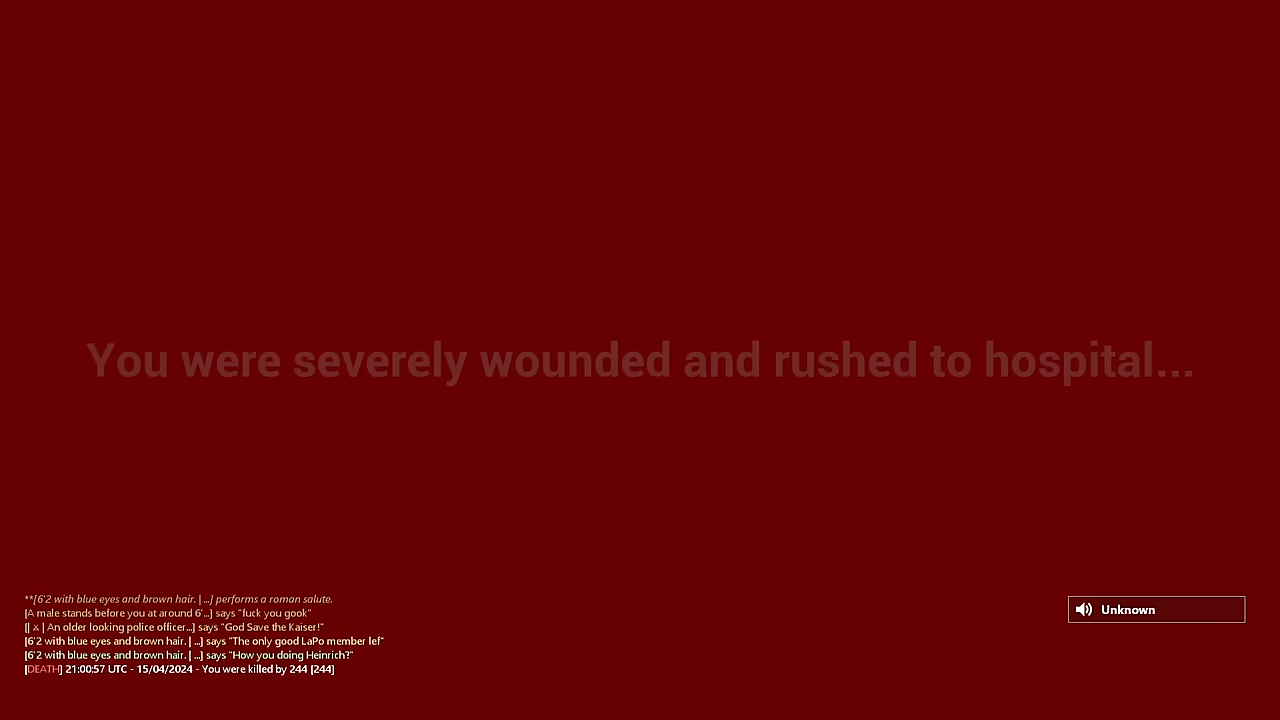 You were severely wounded and rushed to hospital...
**[6'2 with blue eyes and brown hair. | ...] performs a roman salute.
[A male stands before you at around 6'...] says "fuck you gook"
[| ⚔ | An older looking police officer...] says "God Save the Kaiser!"
[6'2 with blue eyes and brown hair. | ...] says "The only good LaPo member lef"
[6'2 with blue eyes and brown hair. | ...] says "How you doing Heinrich?"
[DEATH] 21:00:57 UTC - 15/04/2024 - You were killed by 244 [244]
Unknown